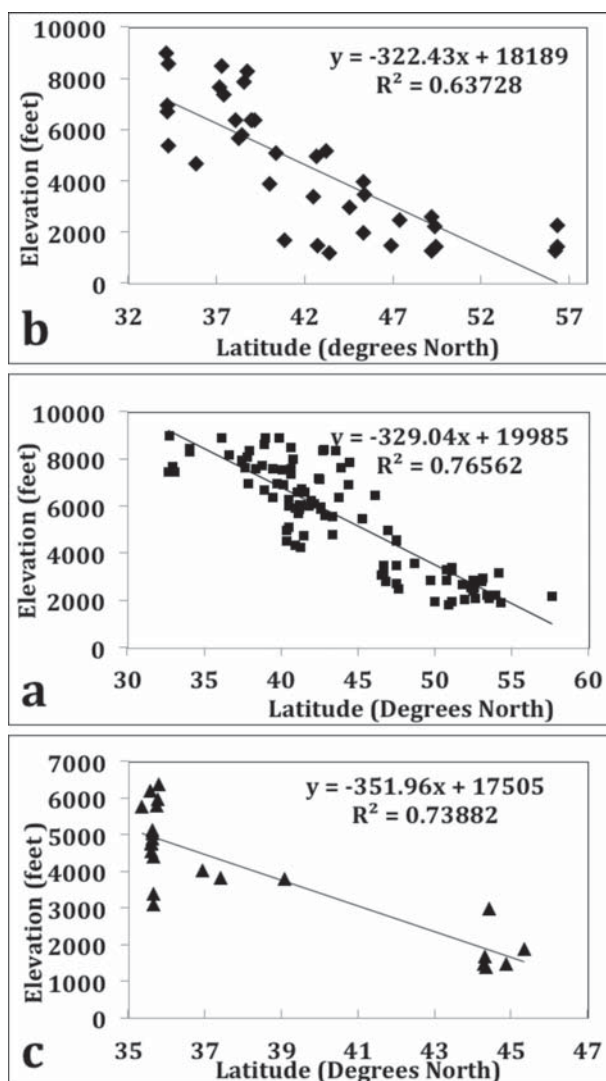 y = -322.43x + 18189
R² = 0.63728
Elevation (feet)
10000
8000
6000
4000
2000
0
32 37 42 47 52 57
Latitude (degrees North)
b
y = -329.04x + 19985
R² = 0.76562
Elevation (feet)
10000
8000
6000
4000
2000
0
30 35 40 45 50 55 60
Latitude (Degrees North)
a
y = -351.96x + 17505
R² = 0.73882
Elevation (feet )
7000
6000
5000
4000
3000
2000
1000
0
35 37 39 41 43 45 47
Latitude (Degrees North)
c